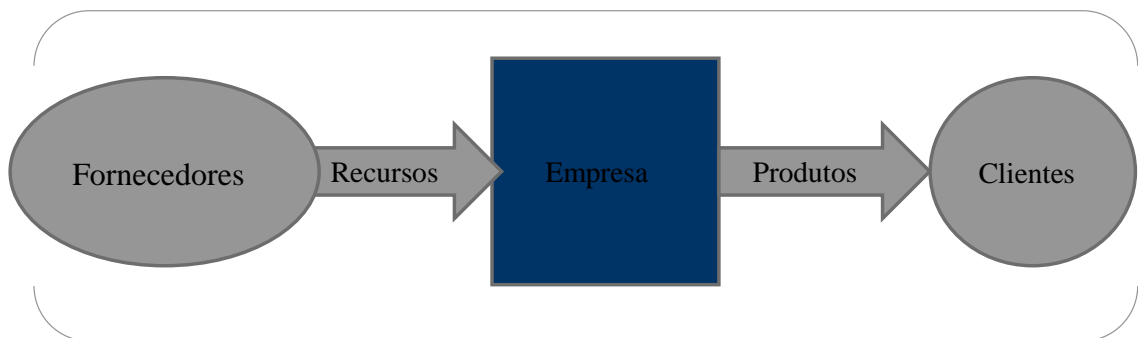 Fornecedores
Recursos
Empresa
Produtos
Clientes